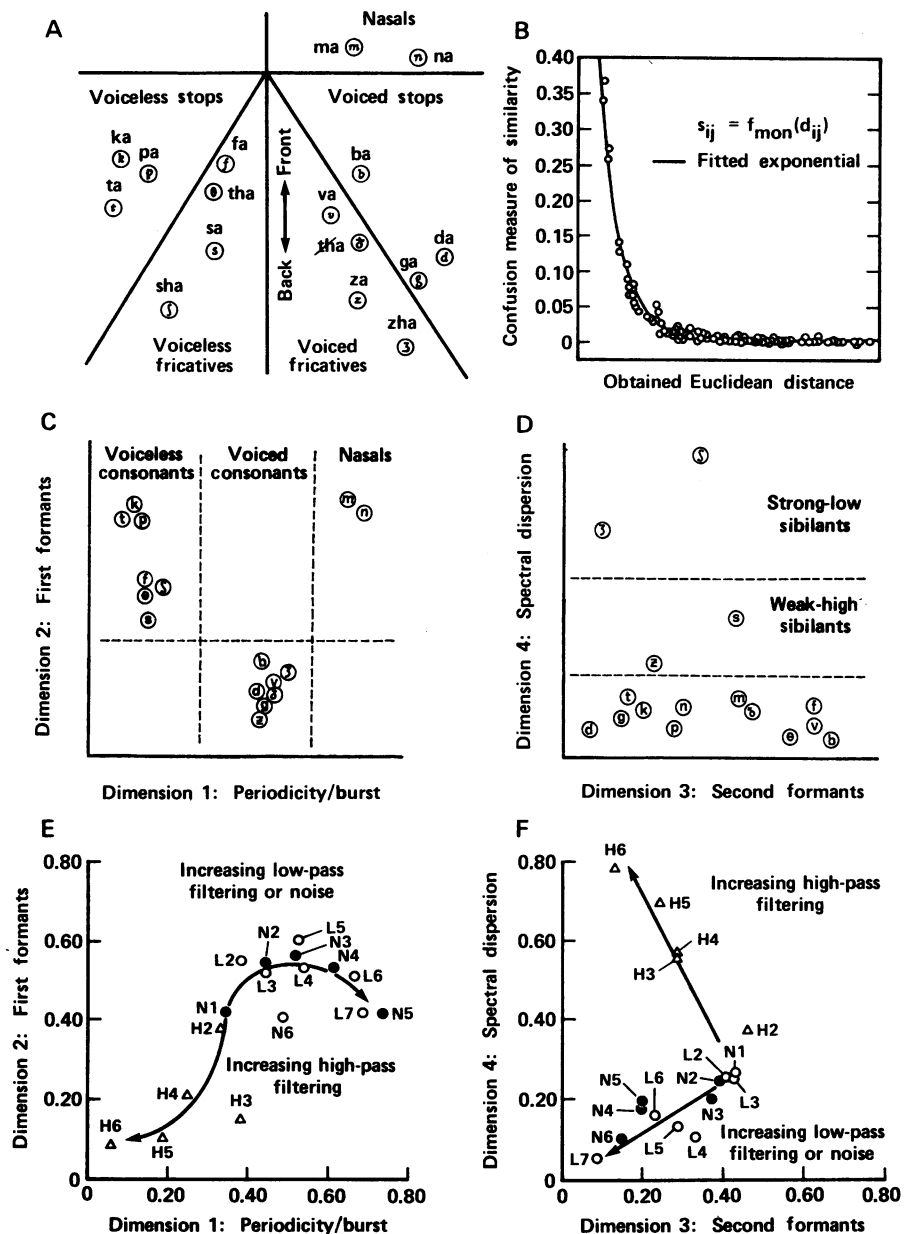 A
Nasals
ma m
n na
Voiceless stops
Voiced stops
ka
k
pa
p
ta
t
fa
f
θ tha
sa
s
sha
ʃ
Front
Back
ba
b
va
v
tha ð
da
d
ga
g
za
z
zha
ʒ
Voiceless
fricatives
Voiced
fricatives
B
Confusion measure of similarity
0.40
0.35
0.30
0.25
0.20
0.15
0.10
0.05
0
sij = fmon(dij)
Fitted exponential
Obtained Euclidean distance
C
Dimension 2: First formants
Voiceless
consonants
Voiced
consonants
Nasals
k
t p
m
n
f
ʃ
θ
s
b
ʒ
v
d ð
g
z
Dimension 1: Periodicity/burst
D
Dimension 4: Spectral dispersion
ʃ
Strong-low
sibilants
ʒ
Weak-high
sibilants
s
z
t m
k n f
g ð
d p v
θ b
Dimension 3: Second formants
E
Dimension 2: First formants
0.80
0.60
0.40
0.20
0
Increasing low-pass
filtering or noise
L5
N2 N3
N4
L2
L3 L4 L6
N1
H2 N6 L7 N5
Increasing high-pass
filtering
H4
H3
H6
H5
0 0.20 0.40 0.60 0.80
Dimension 1: Periodicity/burst
F
Dimension 4: Spectral dispersion
H6
0.80
0.60
0.40
0.20
0
Increasing high-pass
filtering
H5
H4
H3
H2
L2 N1
N5 L6 N2
L3
N4 N3
N6 Increasing low-pass
L7 L5 L4 filtering or noise
0 0.20 0.40 0.60 0.80
Dimension 3: Second formants